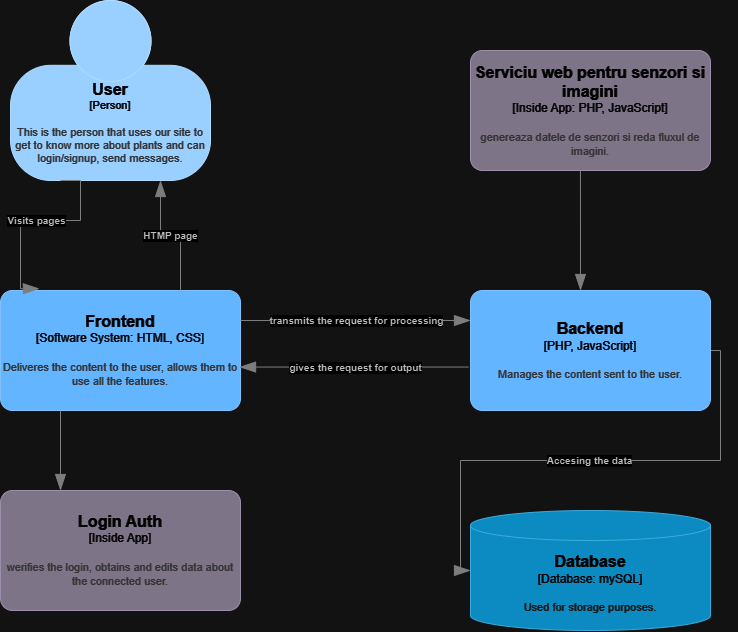 User
[Person]
This is the person that uses our site to
get to know more about plants and can
login/signup, send messages.
Serviciu web pentru senzori si
imagini
[Inside App: PHP, JavaScript]
genereaza datele de senzori si reda fluxul de
imagini.
Visits pages
HTMP page
Frontend
[Software System: HTML, CSS]
Deliveres the content to the user, allows them to
use all the features.
transmits the request for processing
gives the request for output
Backend
[PHP, JavaScript]
Manages the content sent to the user.
Accesing the data
Login Auth
[Inside App]
werifies the login, obtains and edits data about
the connected user.
Database
[Database: mySQL]
Used for storage purposes.